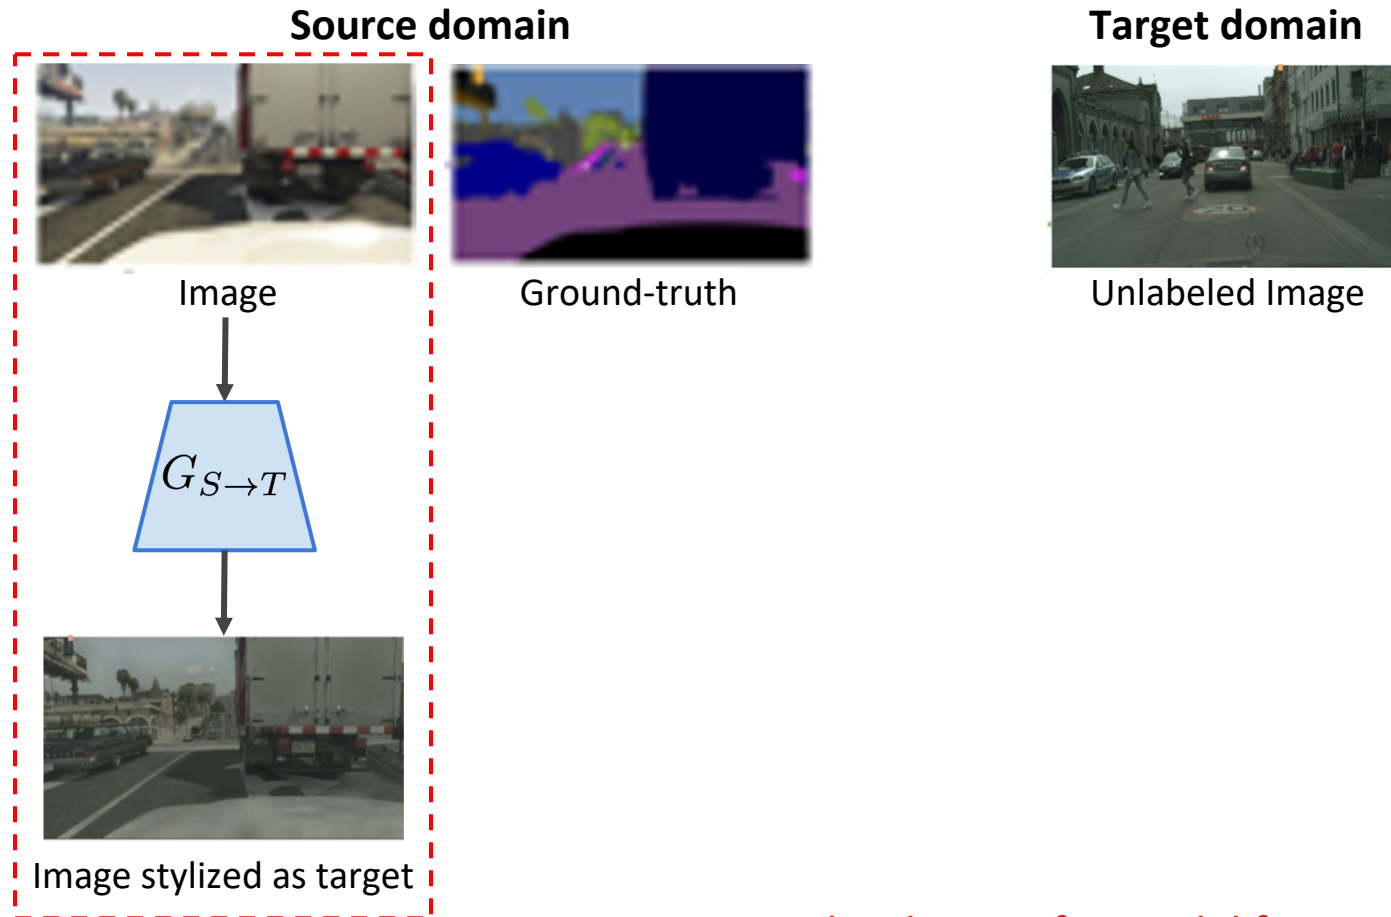 Source domain
Target domain
Image
Ground-truth
Unlabeled Image
G_{S→T}
Image stylized as target